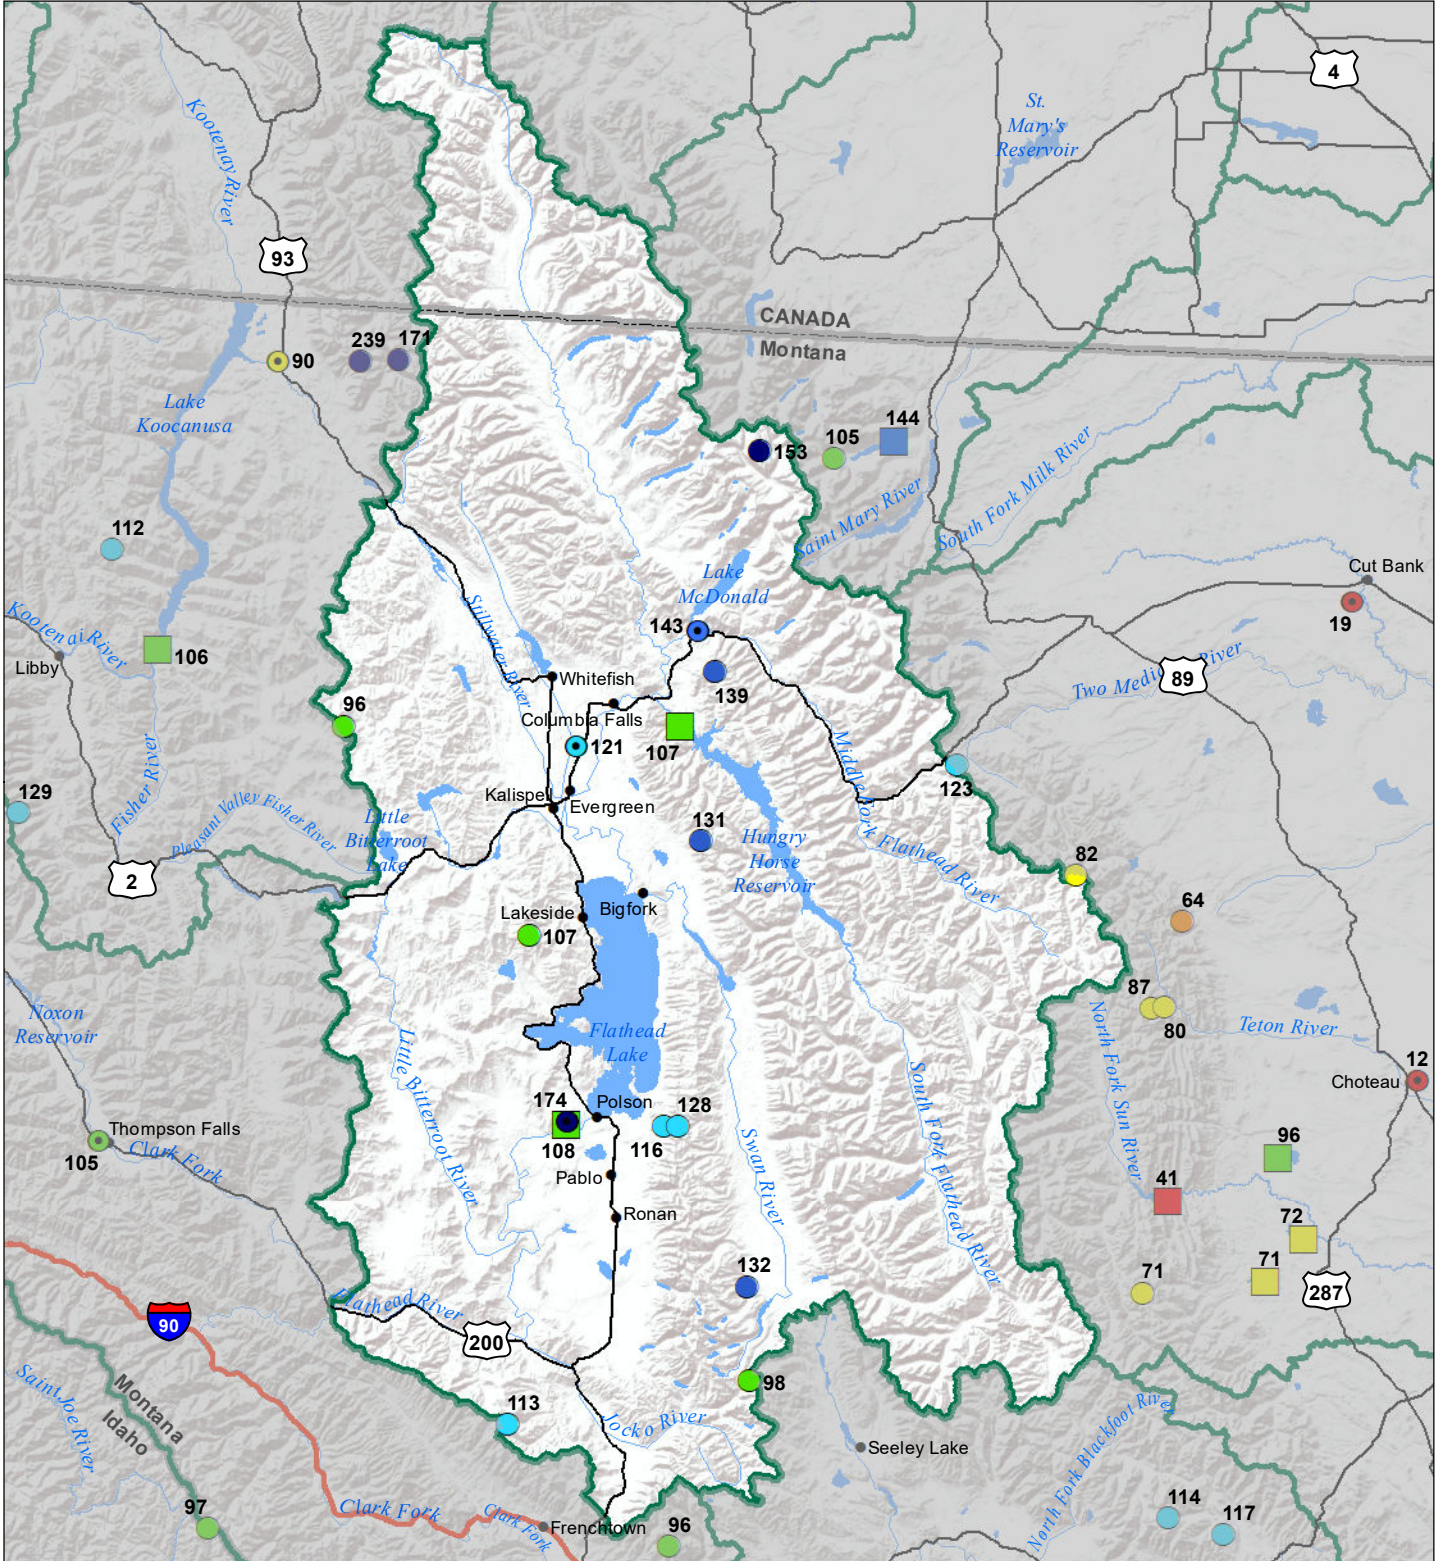 4
St.
Mary's
Reservoir
Kootenay River
93
CANADA
Montana
239
171
90
Lake
Koocanusa
144
105
153
South Fork Milk River
Saint Mary River
112
Cut Bank
19
Lake
McDonald
Kootenai River
Libby
106
Stillwater River
143
139
Two Medicine River
89
Whitefish
Columbia Falls
96
121
107
Middle Fork Flathead River
123
129
Fisher River
Pleasant Valley Fisher River
Kalispell
Evergreen
Little
Bitterroot
Lake
131
Hungry
Horse
Reservoir
2
82
64
Lakeside
Bigfork
107
87
80
Noxon
Reservoir
Flathead
Lake
North Fork Sun River
Teton River
Little Bitterroot River
South Fork Flathead River
12
Choteau
174
Polson
128
116
108
Thompson Falls
105
Clark Fork
Pablo
Swan River
96
41
Ronan
72
71
71
132
287
Flathead River
90
200
98
113
Jocko River
Montana
Idaho
Saint Joe River
Seeley Lake
North Fork Blackfoot River
97
Clark Fork
Clark Fork
Frenchtown
96
114
117